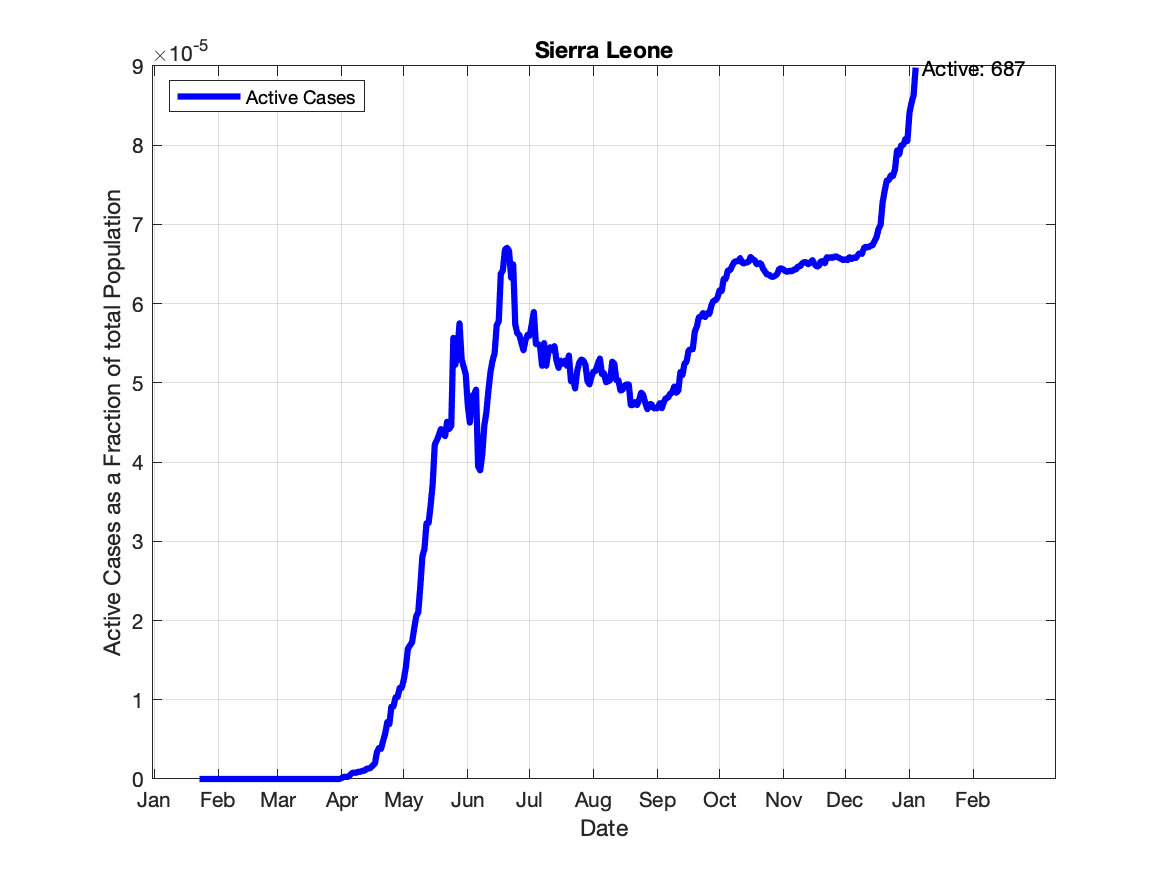 Sierra Leone
×10-5
Active: 687
Active Cases
9
8
7
6
5
4
3
2
1
0
Active Cases as a Fraction of total Population
Jan Feb Mar Apr May Jun Jul Aug Sep Oct Nov Dec Jan Feb
Date